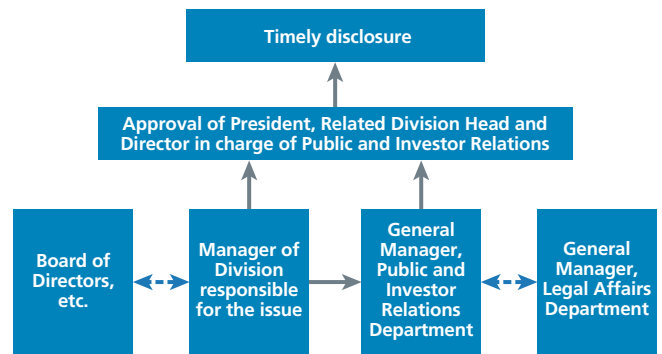 Timely disclosure
Approval of President, Related Division Head and
Director in charge of Public and Investor Relations
Board of
Directors,
etc.
Manager of
Division
responsible
for the issue
General
Manager,
Public and
Investor
Relations
Department
General
Manager,
Legal Affairs
Department